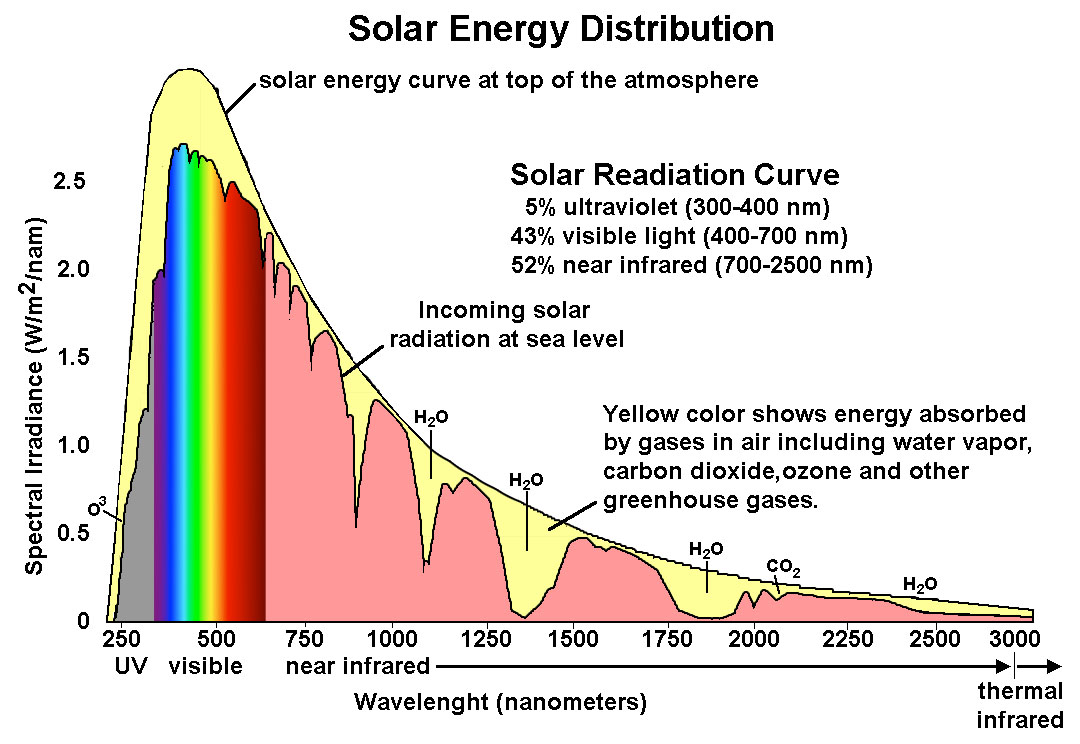 Solar Energy Distribution
solar energy curve at top of the atmosphere
Solar Readiation Curve
5% ultraviolet (300-400 nm)
43% visible light (400-700 nm)
52% near infrared (700-2500 nm)
Incoming solar
radiation at sea level
Yellow color shows energy absorbed
by gases in air including water vapor,
carbon dioxide,ozone and other
greenhouse gases.
Spectral Irradiance (W/m²/nam)
2.5
2.0
1.5
1.0
0.5
0
O³
H₂O
H₂O
H₂O
CO₂
H₂O
250 500 750 1000 1250 1500 1750 2000 2250 2500 3000
UV visible near infrared
thermal
infrared
Wavelenght (nanometers)